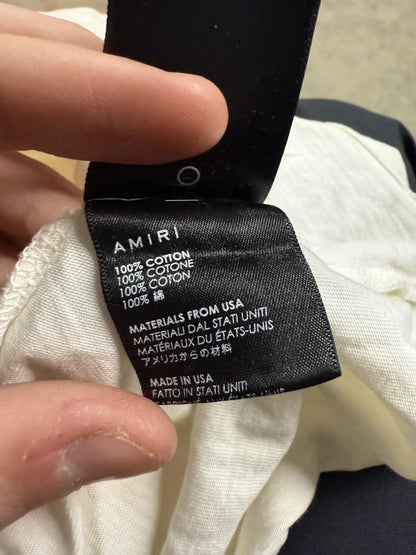 AMIRI
100% COTTON
100% COTONE
100% COTON
100% 綿
MATERIALS FROM USA
MATERIALI DAL STATI UNITI
MATÉRIAUX DU ÉTATS-UNIS
アメリカからの材料
MADE IN USA
FATTO IN STATI UNITI